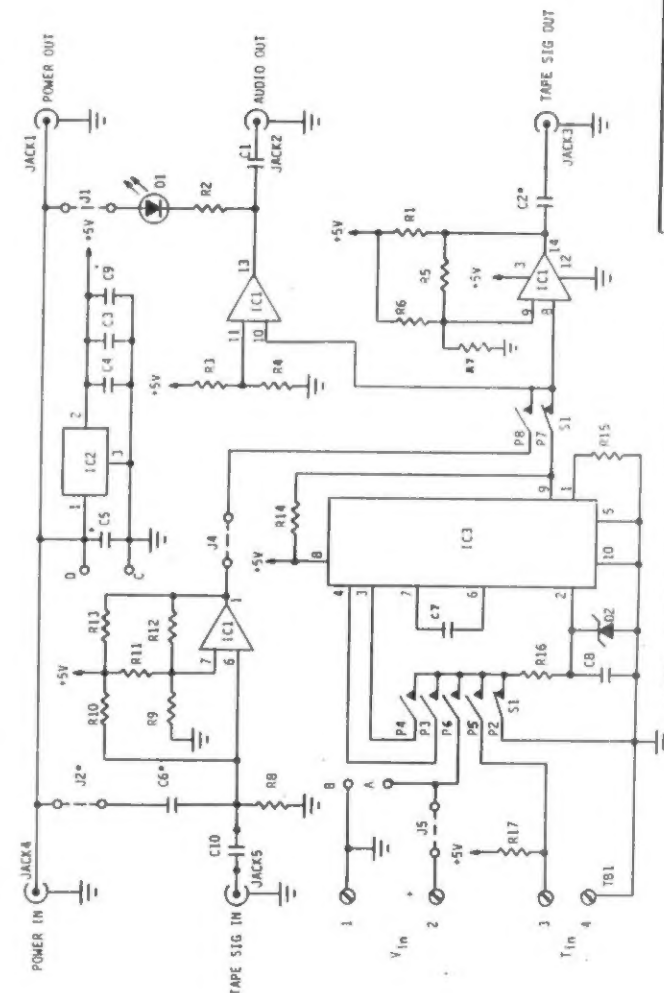 POWER OUT
JACK1
AUDIO OUT
JACK2
C1
TAPE SIG OUT
JACK3
C2*
J1
D1
R2
+5V
C9
C3
C4
IC2
1
2
3
C5
D
C
+5V
R3
R4
11
10
13
IC1
+5V
R1
R5
R6
+5V
R7
3
14
12
9
8
IC1
P8
P7
S1
J4
+5V
R14
R15
IC3
8
9
1
4
3
7
6
2
10
5
C7
D2
C8
R16
P4
P3
P6
P5
P2
S1
+5V
R13
R12
R11
R10
R9
7
6
1
IC1
J2*
C6*
R8
C10
JACK4
POWER IN
JACK5
TAPE SIG IN
B
A
J5
+5V
R17
TB1
1
+
2
3
4
Vin
Tin